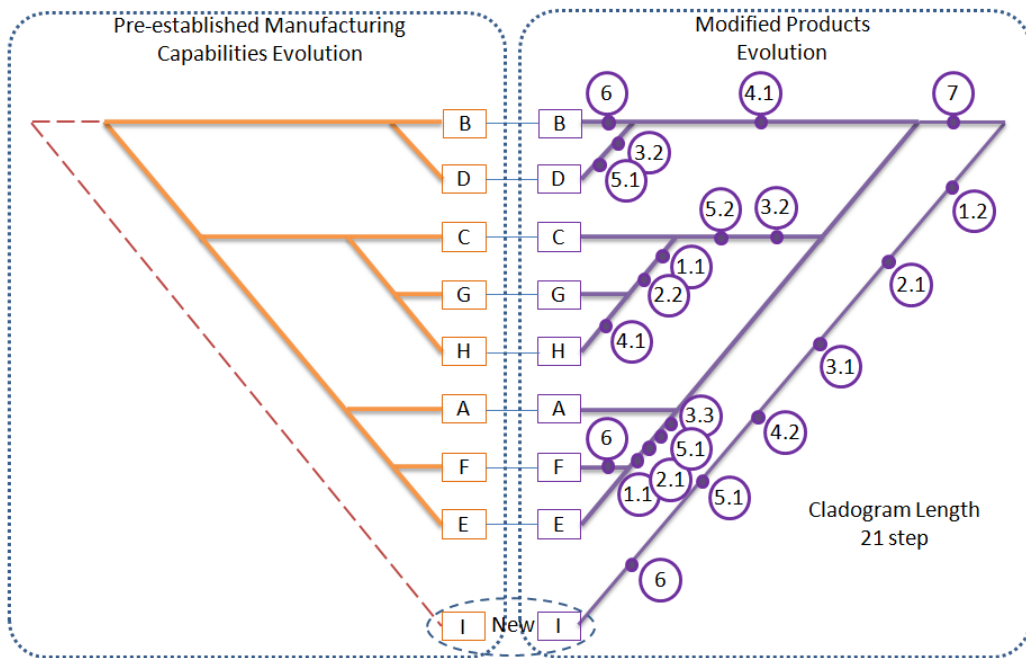 Pre-established Manufacturing
Capabilities Evolution
Modified Products
Evolution
B
B
6
4.1
7
D
D
3.2
5.1
1.2
C
C
5.2
3.2
1.1
2.1
G
G
2.2
H
H
4.1
3.1
A
A
3.3
4.2
6
5.1
F
F
1.1
2.1
5.1
E
E
Cladogram Length
21 step
6
I
New
I